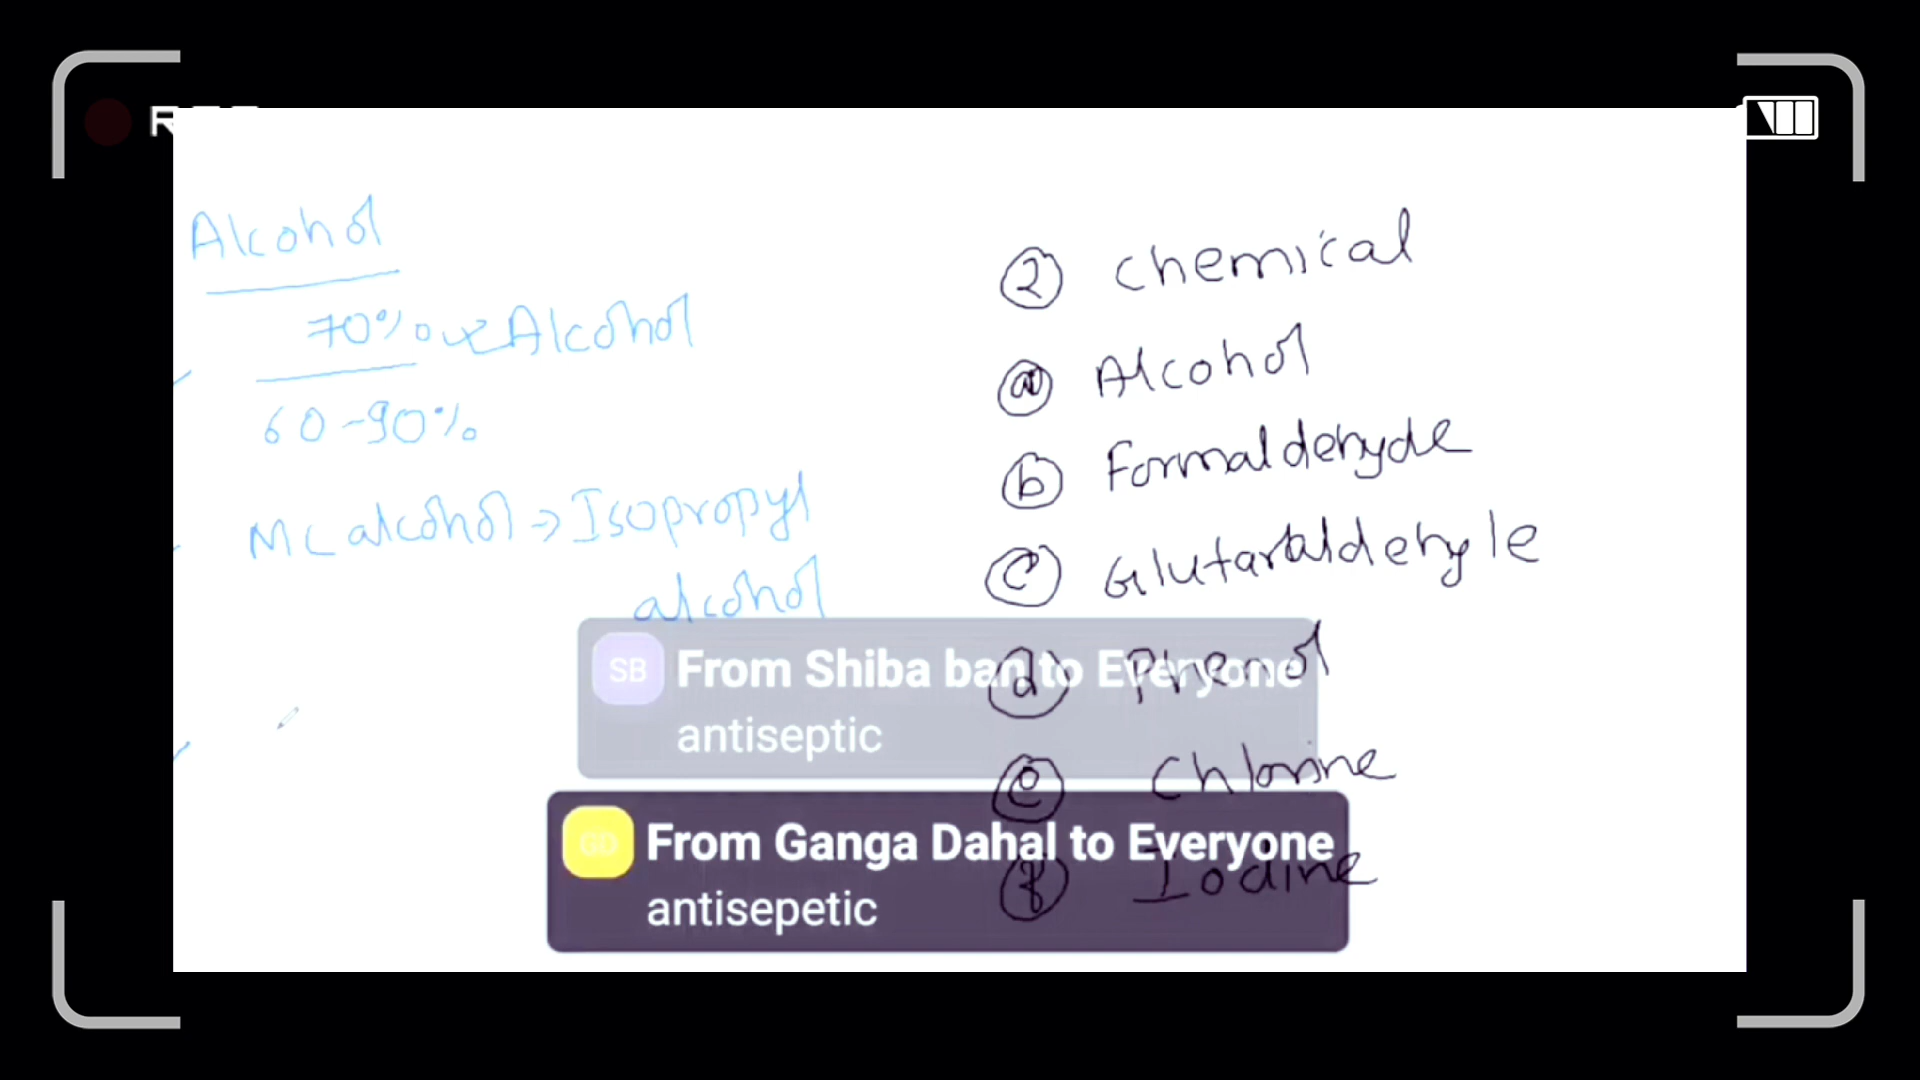 Alcohol
70% Alcohol
60-90%
MC alcohol → Isopropyl
alcohol
② Chemical
ⓐ Alcohol
ⓑ Formaldehyde
ⓒ Glutaraldehyle
ⓓ Phenol
ⓔ Chlorine
ⓕ Iodine
SB From Shiba ban to Everyone
antiseptic
GD From Ganga Dahal to Everyone
antisepetic